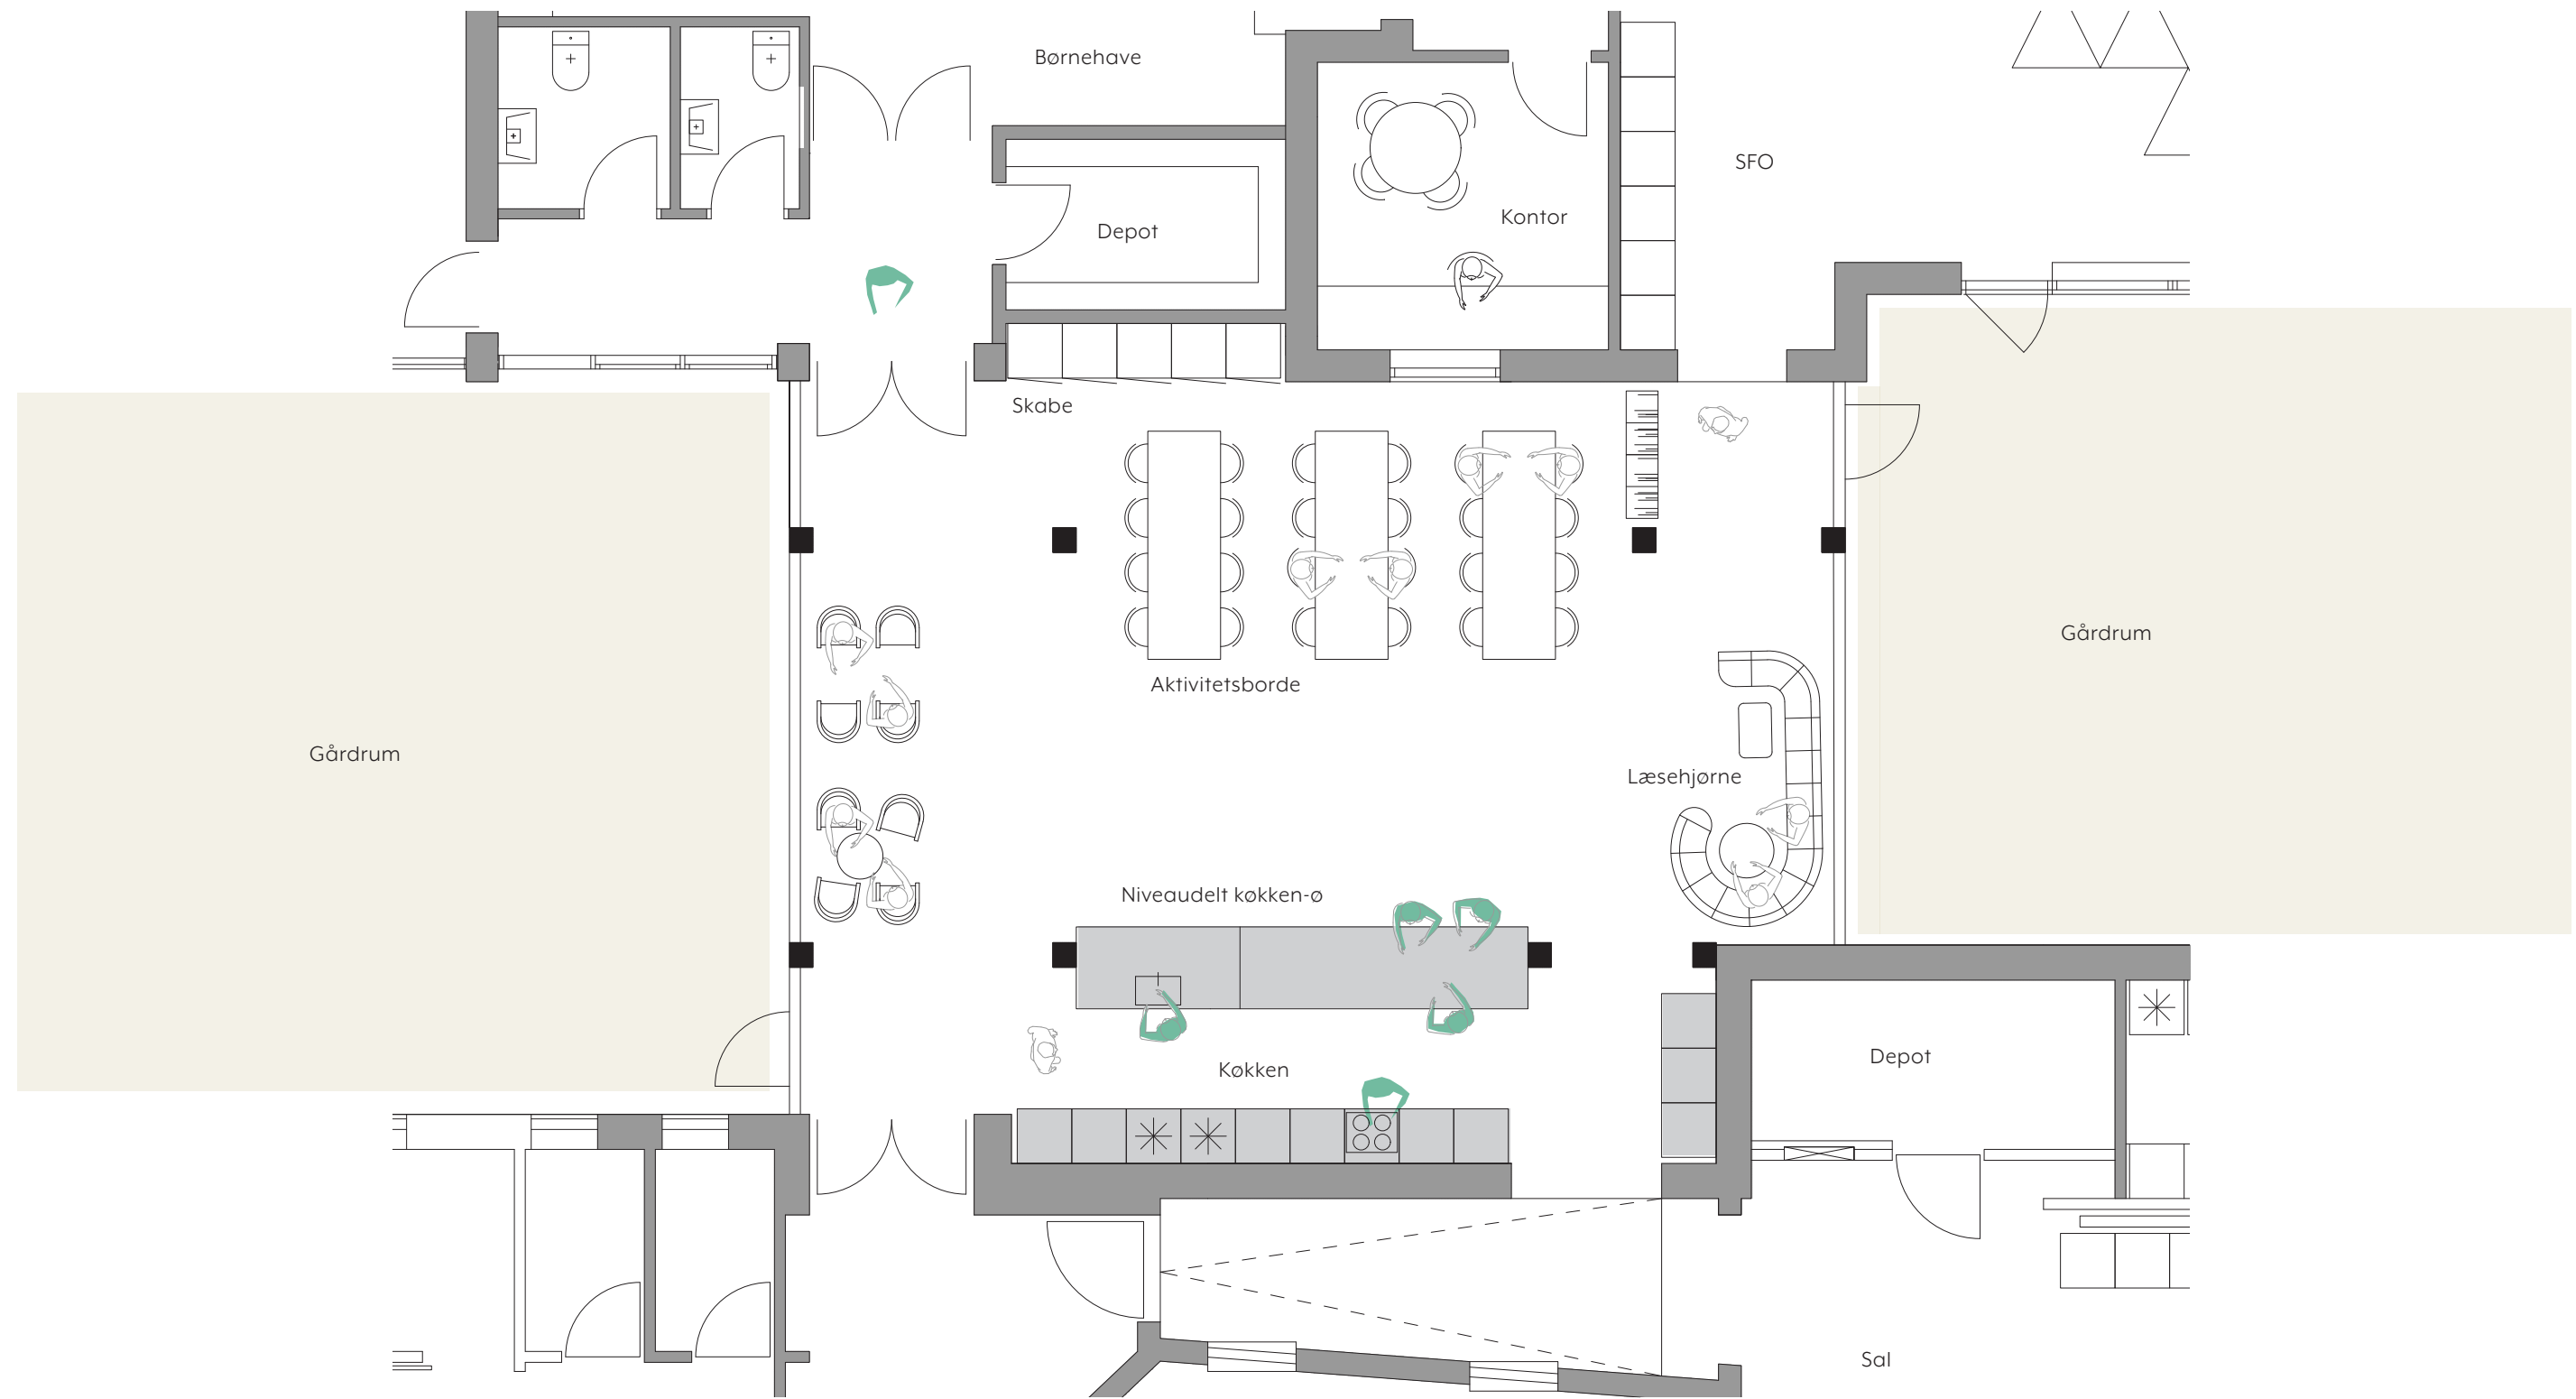 Børnehave
SFO
Kontor
Depot
Skabe
Gårdrum
Aktivitetsborde
Gårdrum
Læsehjørne
Niveaudelt køkken-ø
Depot
Køkken
Sal